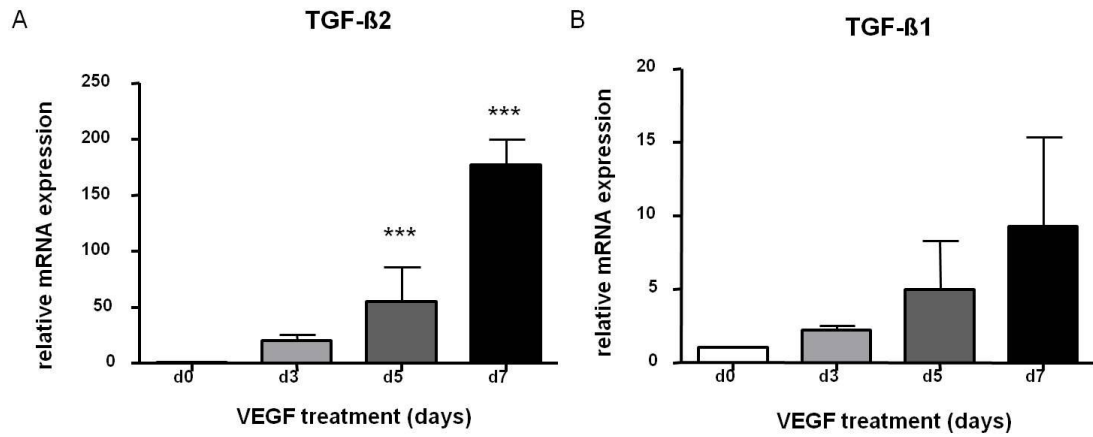 A
TGF-ß2
relative mRNA expression
250
200
150
100
50
0
***
***
d0 d3 d5 d7
VEGF treatment (days)
B
TGF-ß1
relative mRNA expression
20
15
10
5
0
d0 d3 d5 d7
VEGF treatment (days)